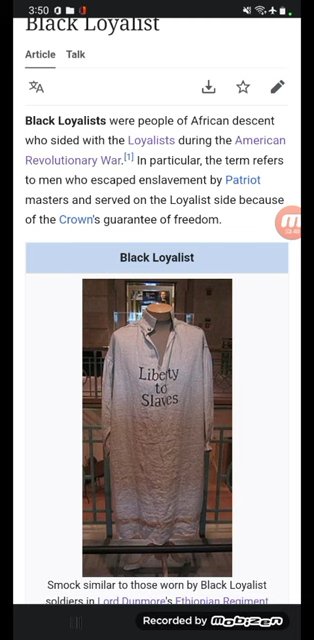 3:50
Black Loyalist
Article Talk
Black Loyalists were people of African descent
who sided with the Loyalists during the American
Revolutionary War.[1] In particular, the term refers
to men who escaped enslavement by Patriot
masters and served on the Loyalist side because
of the Crown's guarantee of freedom.
Black Loyalist
Liberty
to
Slaves
Smock similar to those worn by Black Loyalist
soldiers in Lord Dunmore's Ethiopian Regiment
Recorded by mobizen